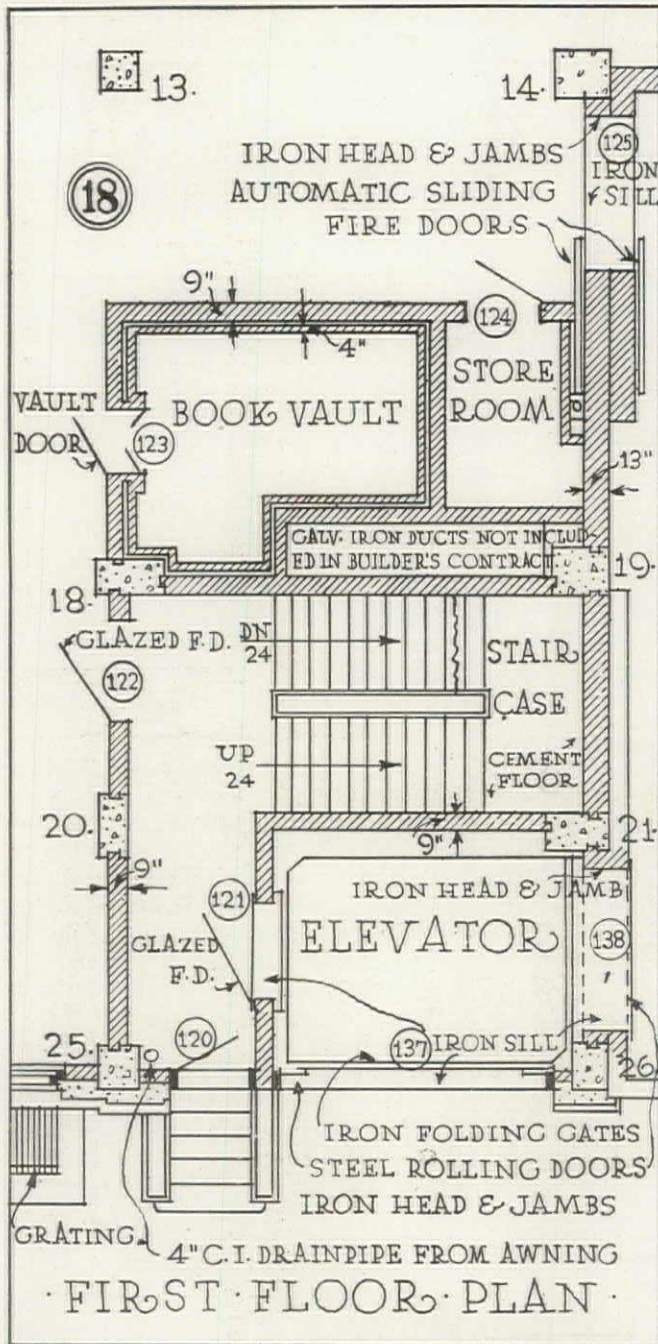 13.
14.
18
IRON HEAD & JAMBS
125
IRON
SILL
AUTOMATIC SLIDING
FIRE DOORS
9"
124
4"
STORE
ROOM
VAULT
DOOR
123
BOOK VAULT
13"
GALV. IRON DUCTS NOT INCLUD-
ED IN BUILDER'S CONTRACT
18.
19.
GLAZED F.D.
122
DN
24
STAIR
CASE
UP
24
CEMENT
FLOOR
20.
21.
9"
9"
121
IRON HEAD & JAMB
ELEVATOR
138
GLAZED
F.D.
120
137
IRON SILL
25.
26.
IRON FOLDING GATES
STEEL ROLLING DOORS
IRON HEAD & JAMBS
GRATING
4" C.I. DRAINPIPE FROM AWNING
· FIRST · FLOOR · PLAN ·